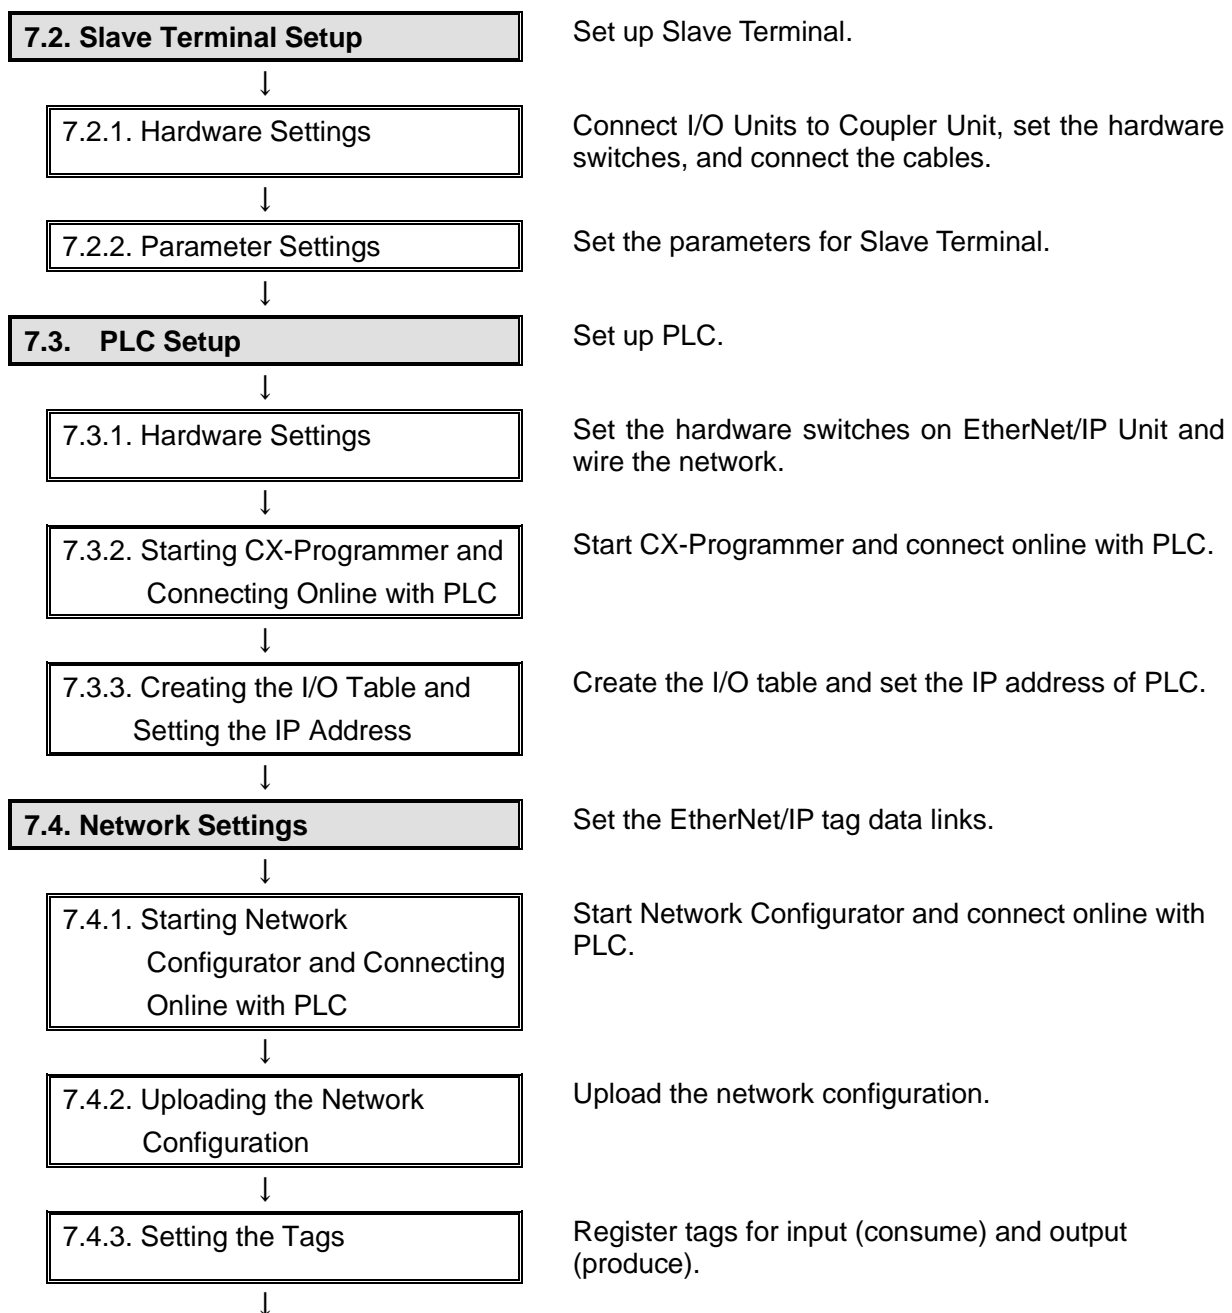 7.2. Slave Terminal Setup
Set up Slave Terminal.
↓
7.2.1. Hardware Settings
Connect I/O Units to Coupler Unit, set the hardware
switches, and connect the cables.
↓
7.2.2. Parameter Settings
Set the parameters for Slave Terminal.
↓
7.3. PLC Setup
Set up PLC.
↓
7.3.1. Hardware Settings
Set the hardware switches on EtherNet/IP Unit and
wire the network.
↓
7.3.2. Starting CX-Programmer and
Connecting Online with PLC
Start CX-Programmer and connect online with PLC.
↓
7.3.3. Creating the I/O Table and
Setting the IP Address
Create the I/O table and set the IP address of PLC.
↓
7.4. Network Settings
Set the EtherNet/IP tag data links.
↓
7.4.1. Starting Network
Configurator and Connecting
Online with PLC
Start Network Configurator and connect online with
PLC.
↓
7.4.2. Uploading the Network
Configuration
Upload the network configuration.
↓
7.4.3. Setting the Tags
Register tags for input (consume) and output
(produce).
↓